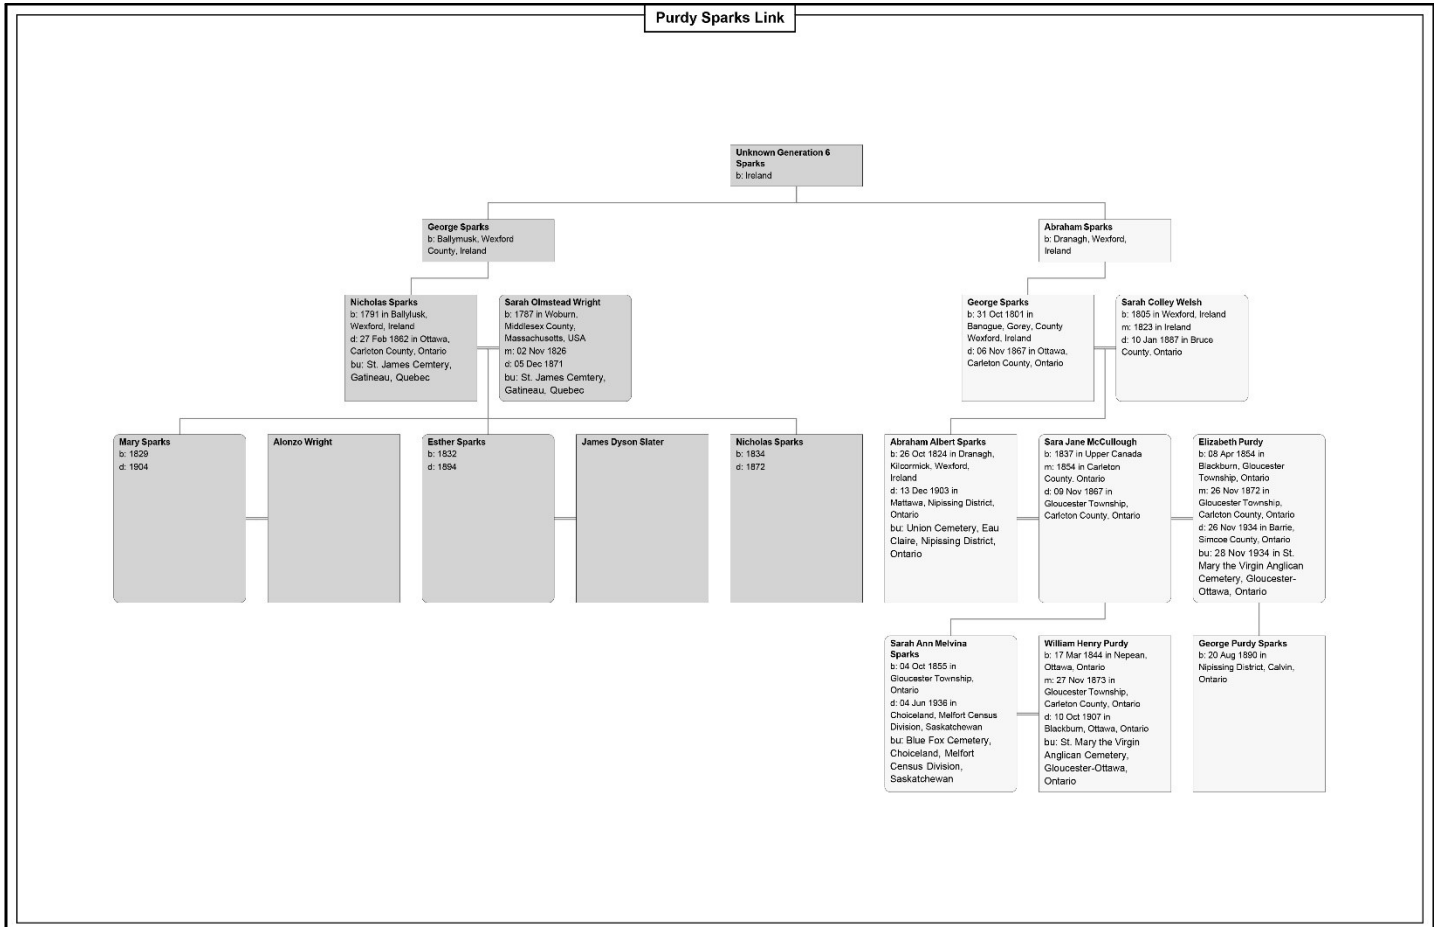 Purdy Sparks Link
Unknown Generation 6
Sparks
b: Ireland
George Sparks
b: Ballymusk, Wexford
County, Ireland
Abraham Sparks
b: Dranagh, Wexford,
Ireland
Nicholas Sparks
b: 1791 in Ballylusk,
Wexford, Ireland
d: 27 Feb 1862 in Ottawa,
Carleton County, Ontario
bu: St. James Cemtery,
Gatineau, Quebec
Sarah Olmstead Wright
b: 1787 in Woburn,
Middlesex County,
Massachusetts, USA
m: 02 Nov 1826
d: 05 Dec 1871
bu: St. James Cemtery,
Gatineau, Quebec
George Sparks
b: 31 Oct 1801 in
Banogue, Gorey, County
Wexford, Ireland
d: 06 Nov 1867 in Ottawa,
Carleton County, Ontario
Sarah Colley Welsh
b: 1805 in Wexford, Ireland
m: 1823 in Ireland
d: 10 Jan 1887 in Bruce
County, Ontario
Mary Sparks
b: 1829
d: 1904
Alonzo Wright
Esther Sparks
b: 1832
d: 1894
James Dyson Slater
Nicholas Sparks
b: 1834
d: 1872
Abraham Albert Sparks
b: 26 Oct 1824 in Dranagh,
Kilcormick, Wexford,
Ireland
d: 13 Dec 1903 in
Mattawa, Nipissing District,
Ontario
bu: Union Cemetery, Eau
Claire, Nipissing District,
Ontario
Sara Jane McCullough
b: 1837 in Upper Canada
m: 1854 in Carleton
County, Ontario
d: 09 Nov 1867 in
Gloucester Township,
Carleton County, Ontario
Elizabeth Purdy
b: 08 Apr 1854 in
Blackburn, Gloucester
Township, Ontario
m: 26 Nov 1872 in
Gloucester Township,
Carleton County, Ontario
d: 26 Nov 1934 in Barrie,
Simcoe County, Ontario
bu: 28 Nov 1934 in St.
Mary the Virgin Anglican
Cemetery, Gloucester-
Ottawa, Ontario
Sarah Ann Melvina
Sparks
b: 04 Oct 1855 in
Gloucester Township,
Ontario
d: 04 Jun 1936 in
Choiceland, Melfort Census
Division, Saskatchewan
bu: Blue Fox Cemetery,
Choiceland, Melfort
Census Division,
Saskatchewan
William Henry Purdy
b: 17 Mar 1844 in Nepean,
Ottawa, Ontario
m: 27 Nov 1873 in
Gloucester Township,
Carleton County, Ontario
d: 10 Oct 1907 in
Blackburn, Ottawa, Ontario
bu: St. Mary the Virgin
Anglican Cemetery,
Gloucester-Ottawa,
Ontario
George Purdy Sparks
b: 20 Aug 1890 in
Nipissing District, Calvin,
Ontario